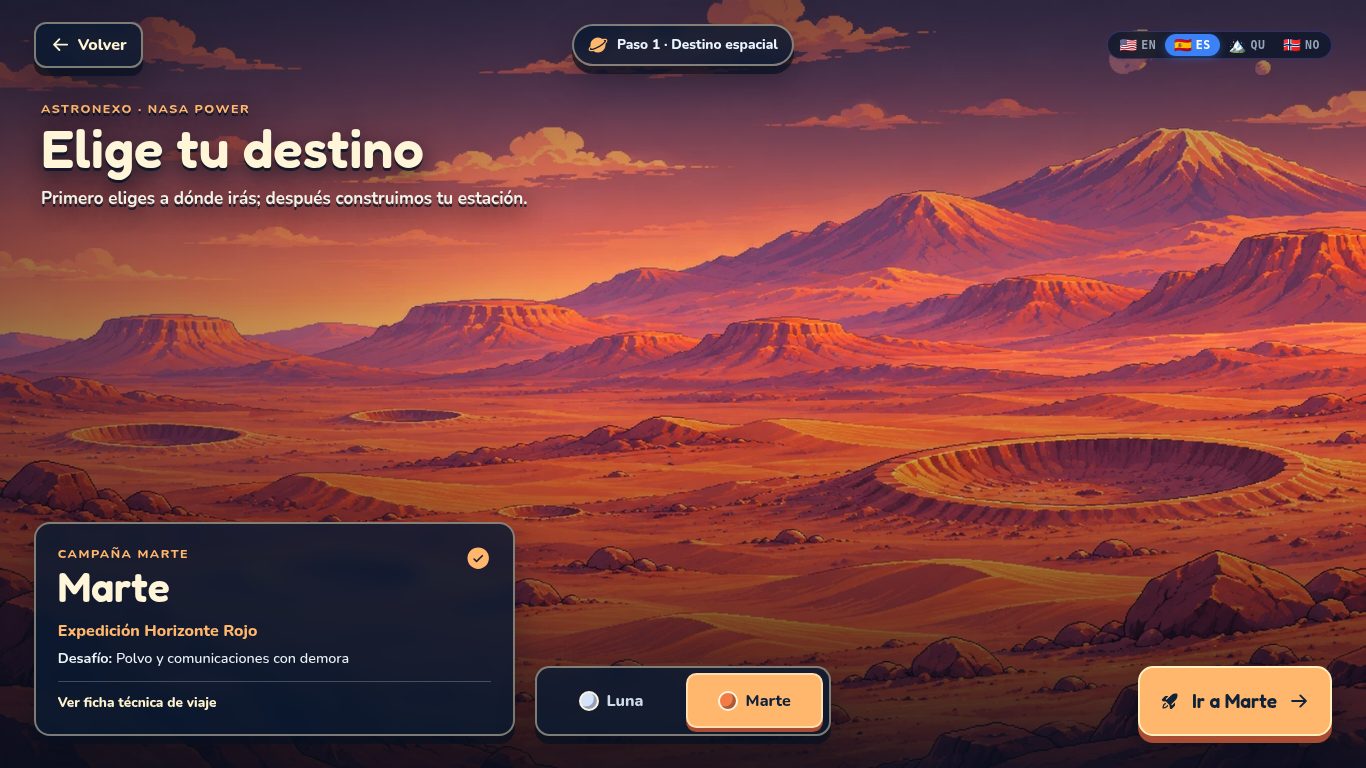 Volver
Paso 1 · Destino espacial
EN ES QU NO
ASTRONEXO · NASA POWER
Elige tu destino
Primero eliges a dónde irás; después construimos tu estación.
CAMPAÑA MARTE
Marte
Expedición Horizonte Rojo
Desafío: Polvo y comunicaciones con demora
Ver ficha técnica de viaje
Luna
Marte
Ir a Marte